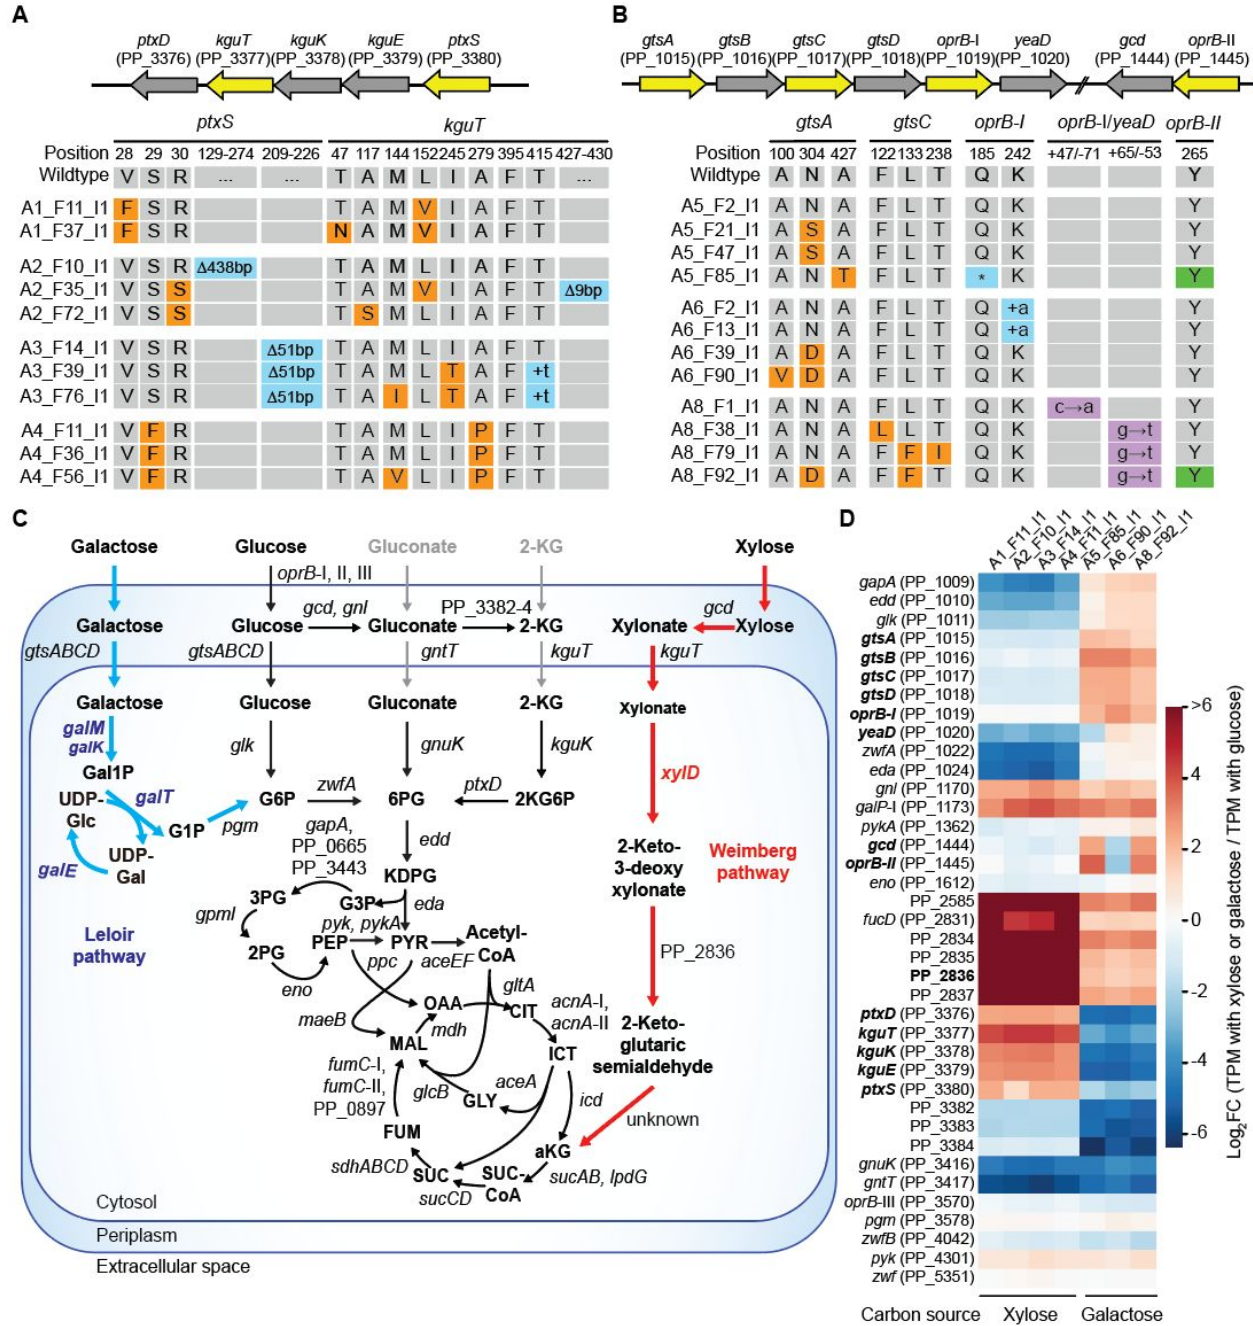 A
ptxD kguT kguK kguE ptxS
(PP_3376) (PP_3377) (PP_3378) (PP_3379) (PP_3380)
ptxS kguT
Position 28 29 30 129-274 209-226 47 117 144 152 245 279 395 415 427-430
Wildtype V S R ... ... T A M L I A F T ...
A1_F11_I1 F S R T A M V I A F T
A1_F37_I1 F S R N A M V I A F T
A2_F10_I1 V S R Δ438bp T A M L I A F T
A2_F35_I1 V S S T A M V I A F T Δ9bp
A2_F72_I1 V S S T S M L I A F T
A3_F14_I1 V S R Δ51bp T A M L I A F T
A3_F39_I1 V S R Δ51bp T A M L T A F +t
A3_F76_I1 V S R Δ51bp T A I L T A F +t
A4_F11_I1 V F R T A M L I P F T
A4_F36_I1 V F R T A M L I P F T
A4_F56_I1 V F R T A V L I P F T
B
gtsA gtsB gtsC gtsD oprB-I yeaD gcd oprB-II
(PP_1015) (PP_1016) (PP_1017) (PP_1018) (PP_1019) (PP_1020) (PP_1444) (PP_1445)
gtsA gtsC oprB-I oprB-I/yeaD oprB-II
Position 100 304 427 122 133 238 185 242 +47/-71 +65/-53 265
Wildtype A N A F L T Q K Y
A5_F2_I1 A N A F L T Q K Y
A5_F21_I1 A S A F L T Q K Y
A5_F47_I1 A S A F L T Q K Y
A5_F85_I1 A N T F L T * K Y
A6_F2_I1 A N A F L T Q +a Y
A6_F13_I1 A N A F L T Q +a Y
A6_F39_I1 A D A F L T Q K Y
A6_F90_I1 V D A F L T Q K Y
A8_F1_I1 A N A F L T Q K c→a Y
A8_F38_I1 A N A L L T Q K g→t Y
A8_F79_I1 A N A F F I Q K g→t Y
A8_F92_I1 A D A F F T Q K g→t Y
C
Galactose Glucose Gluconate 2-KG Xylose
oprB-I, II, III
gcd, gnl PP_3382-4 gcd
Galactose Glucose Gluconate 2-KG Xylonate Xylose
gtsABCD gtsABCD gntT kguT kguT
Galactose Glucose Gluconate 2-KG Xylonate
galM
galK glk gnuK kguK xylD
Gal1P
UDP-Glc
galT
G1P pgm G6P zwfA 6PG ptxD 2KG6P
galE
UDP-Gal
gapA,
PP_0665
PP_3443
edd
2-Keto-
3-deoxy
xylonate
Weimberg
pathway
KDPG
3PG G3P eda
gpmI
Leloir
pathway
2PG PEP pyk, pykA PYR Acetyl-
CoA
ppc aceEF
eno
PP_2836
gltA
OAA CIT acnA-I,
acnA-II
maeB mdh
MAL ICT
2-Keto-
glutaric
semialdehyde
fumC-I,
fumC-II,
PP_0897
glcB aceA
GLY icd
unknown
FUM aKG
sdhABCD SUC SUC-
CoA
sucAB, lpdG
sucCD
Cytosol
Periplasm
Extracellular space
D
A1_F11_I1
A2_F10_I1
A3_F14_I1
A4_F11_I1
A5_F85_I1
A6_F90_I1
A8_F92_I1
gapA (PP_1009)
edd (PP_1010)
glk (PP_1011)
gtsA (PP_1015)
gtsB (PP_1016)
gtsC (PP_1017)
gtsD (PP_1018)
oprB-I (PP_1019)
yeaD (PP_1020)
zwfA (PP_1022)
eda (PP_1024)
gnl (PP_1170)
galP-I (PP_1173)
pykA (PP_1362)
gcd (PP_1444)
oprB-II (PP_1445)
eno (PP_1612)
PP_2585
fucD (PP_2831)
PP_2834
PP_2835
PP_2836
PP_2837
ptxD (PP_3376)
kguT (PP_3377)
kguK (PP_3378)
kguE (PP_3379)
ptxS (PP_3380)
PP_3382
PP_3383
PP_3384
gnuK (PP_3416)
gntT (PP_3417)
oprB-III (PP_3570)
pgm (PP_3578)
zwfB (PP_4042)
pyk (PP_4301)
zwf (PP_5351)
Carbon source Xylose Galactose
>6
4
2
0
-2
-4
-6
Log2FC (TPM with xylose or galactose / TPM with glucose)